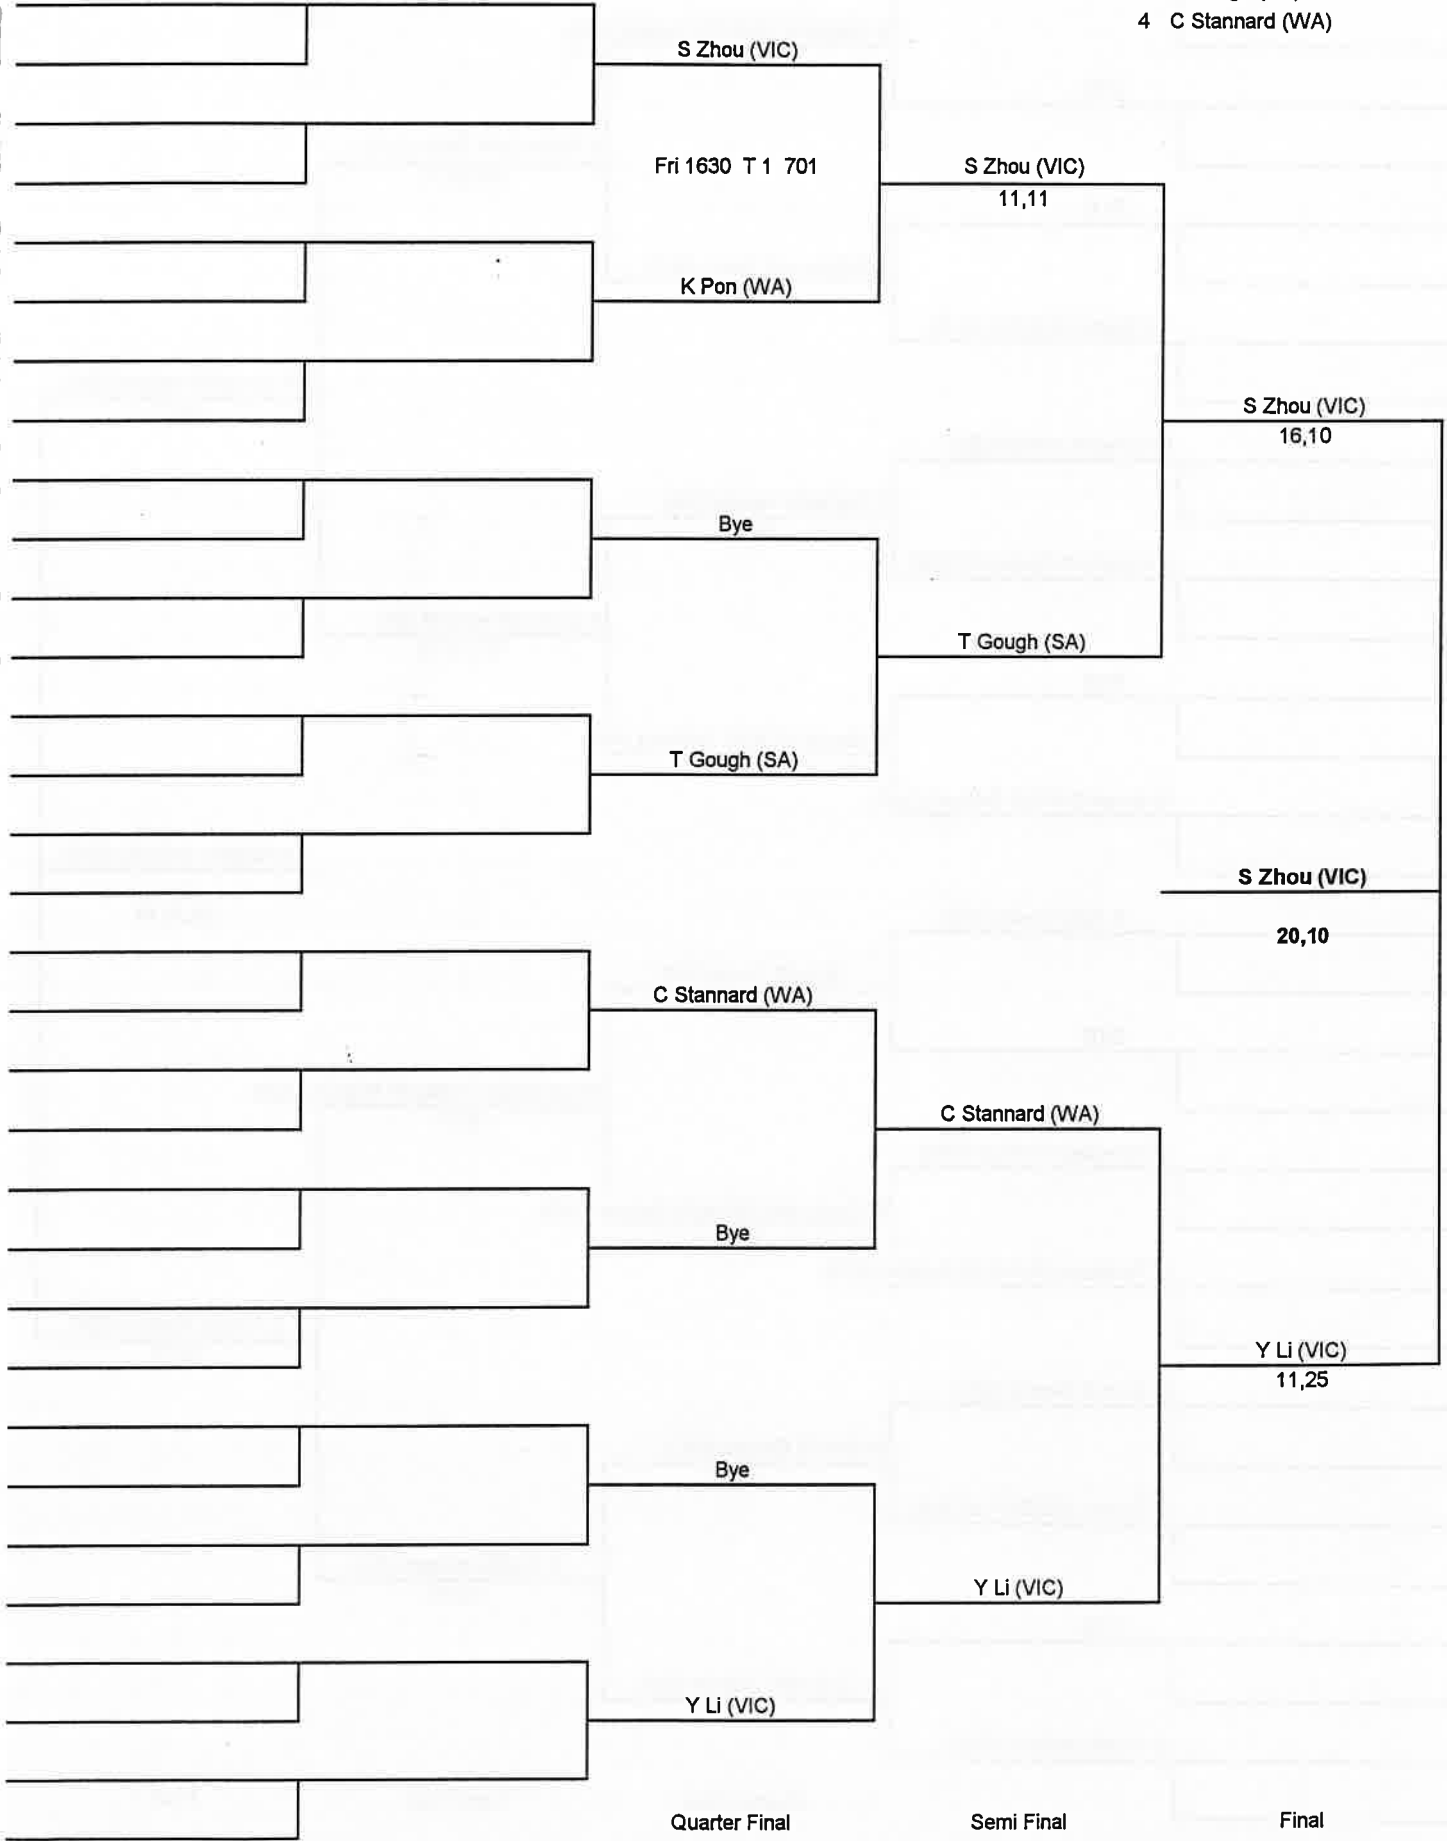 4 C Stannard (WA)
S Zhou (VIC)
Fri 1630 T 1 701
S Zhou (VIC)
11,11
K Pon (WA)
S Zhou (VIC)
16,10
Bye
T Gough (SA)
T Gough (SA)
S Zhou (VIC)
20,10
C Stannard (WA)
C Stannard (WA)
Bye
Y Li (VIC)
11,25
Bye
Y Li (VIC)
Y Li (VIC)
Quarter Final Semi Final Final